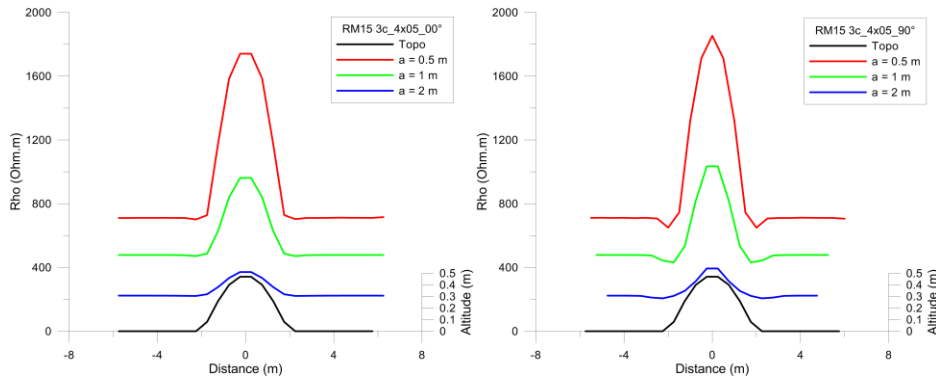 2000
1600
1200
800
400
0
Rho (Ohm.m)
RM15 3c_4x05_00°
Topo
a = 0.5 m
a = 1 m
a = 2 m
0.5
0.4
0.3
0.2
0.1
0
Altitude (m)
-8 -4 0 4 8
Distance (m)
2000
1600
1200
800
400
0
Rho (Ohm.m)
RM15 3c_4x05_90°
Topo
a = 0.5 m
a = 1 m
a = 2 m
0.5
0.4
0.3
0.2
0.1
0
Altitude (m)
-8 -4 0 4 8
Distance (m)